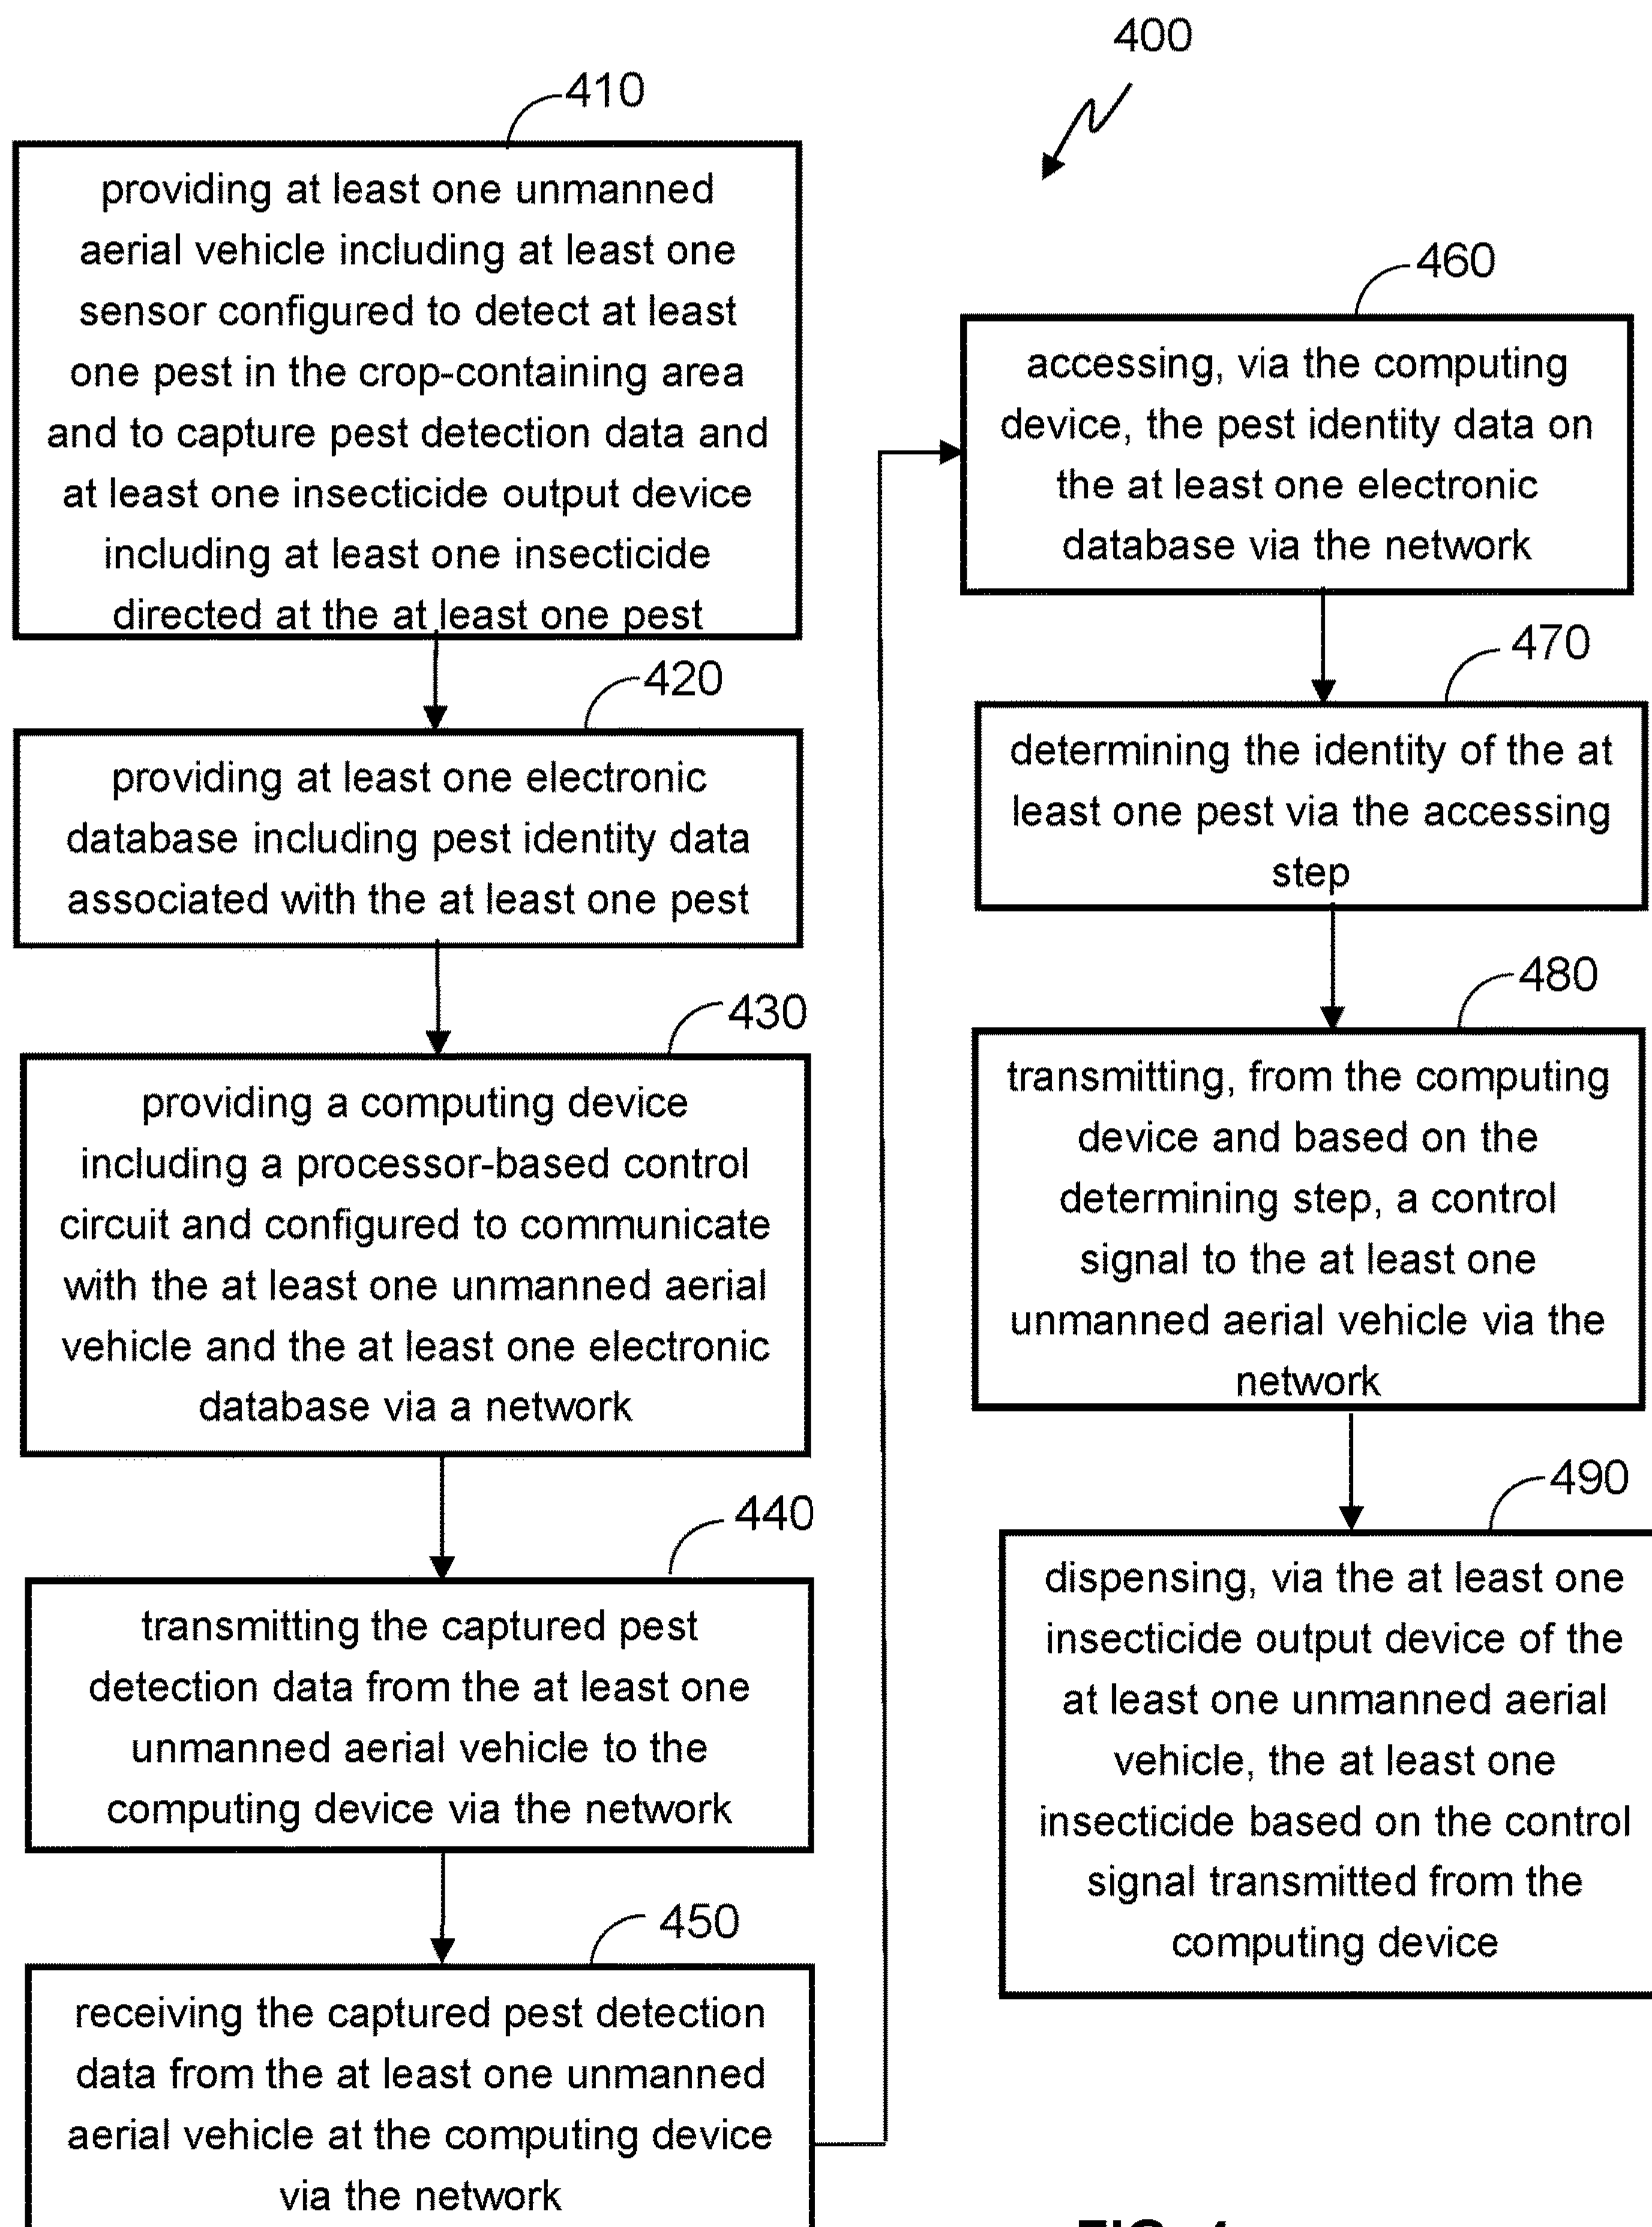 400
410
providing at least one unmanned
aerial vehicle including at least one
sensor configured to detect at least
one pest in the crop-containing area
and to capture pest detection data and
at least one insecticide output device
including at least one insecticide
directed at the at least one pest
420
providing at least one electronic
database including pest identity data
associated with the at least one pest
430
providing a computing device
including a processor-based control
circuit and configured to communicate
with the at least one unmanned aerial
vehicle and the at least one electronic
database via a network
440
transmitting the captured pest
detection data from the at least one
unmanned aerial vehicle to the
computing device via the network
450
receiving the captured pest detection
data from the at least one unmanned
aerial vehicle at the computing device
via the network
460
accessing, via the computing
device, the pest identity data on
the at least one electronic
database via the network
470
determining the identity of the at
least one pest via the accessing
step
480
transmitting, from the computing
device and based on the
determining step, a control
signal to the at least one
unmanned aerial vehicle via the
network
490
dispensing, via the at least one
insecticide output device of the
at least one unmanned aerial
vehicle, the at least one
insecticide based on the control
signal transmitted from the
computing device